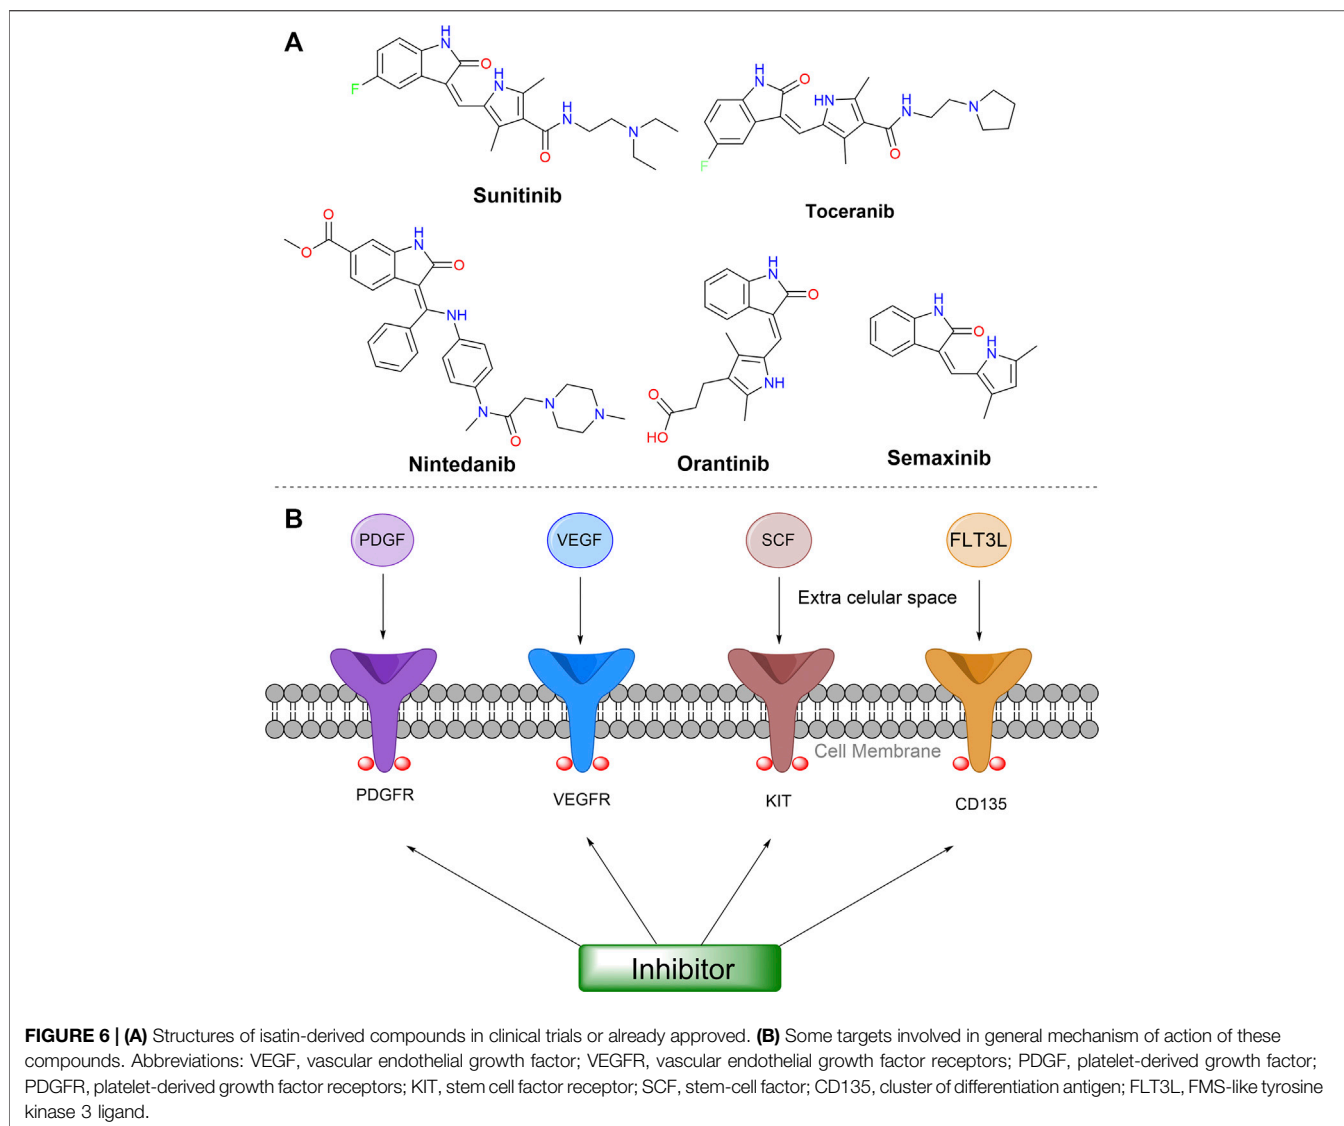 A
H
N
O
F
H
N
H
N
O
N
Sunitinib
H
N
O
HN
H
N
N
O
F
Toceranib
O
O
H
N
O
NH
N
O
N
N
Nintedanib
H
N
O
NH
O
HO
Orantinib
H
N
O
H
N
Semaxinib
B
PDGF
VEGF
SCF
FLT3L
Extra celular space
Cell Membrane
PDGFR
VEGFR
KIT
CD135
Inhibitor
FIGURE 6 | (A) Structures of isatin-derived compounds in clinical trials or already approved. (B) Some targets involved in general mechanism of action of these
compounds. Abbreviations: VEGF, vascular endothelial growth factor; VEGFR, vascular endothelial growth factor receptors; PDGF, platelet-derived growth factor;
PDGFR, platelet-derived growth factor receptors; KIT, stem cell factor receptor; SCF, stem-cell factor; CD135, cluster of differentiation antigen; FLT3L, FMS-like tyrosine
kinase 3 ligand.